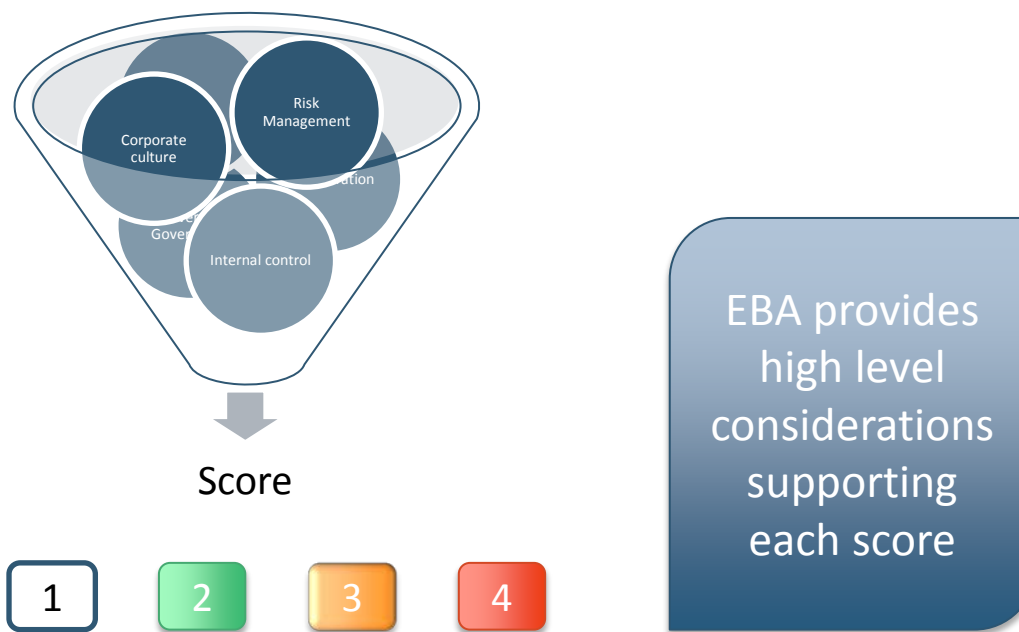 Risk
Management
Corporate
culture
Internal control
Score
1
2
3
4
EBA provides
high level
considerations
supporting
each score